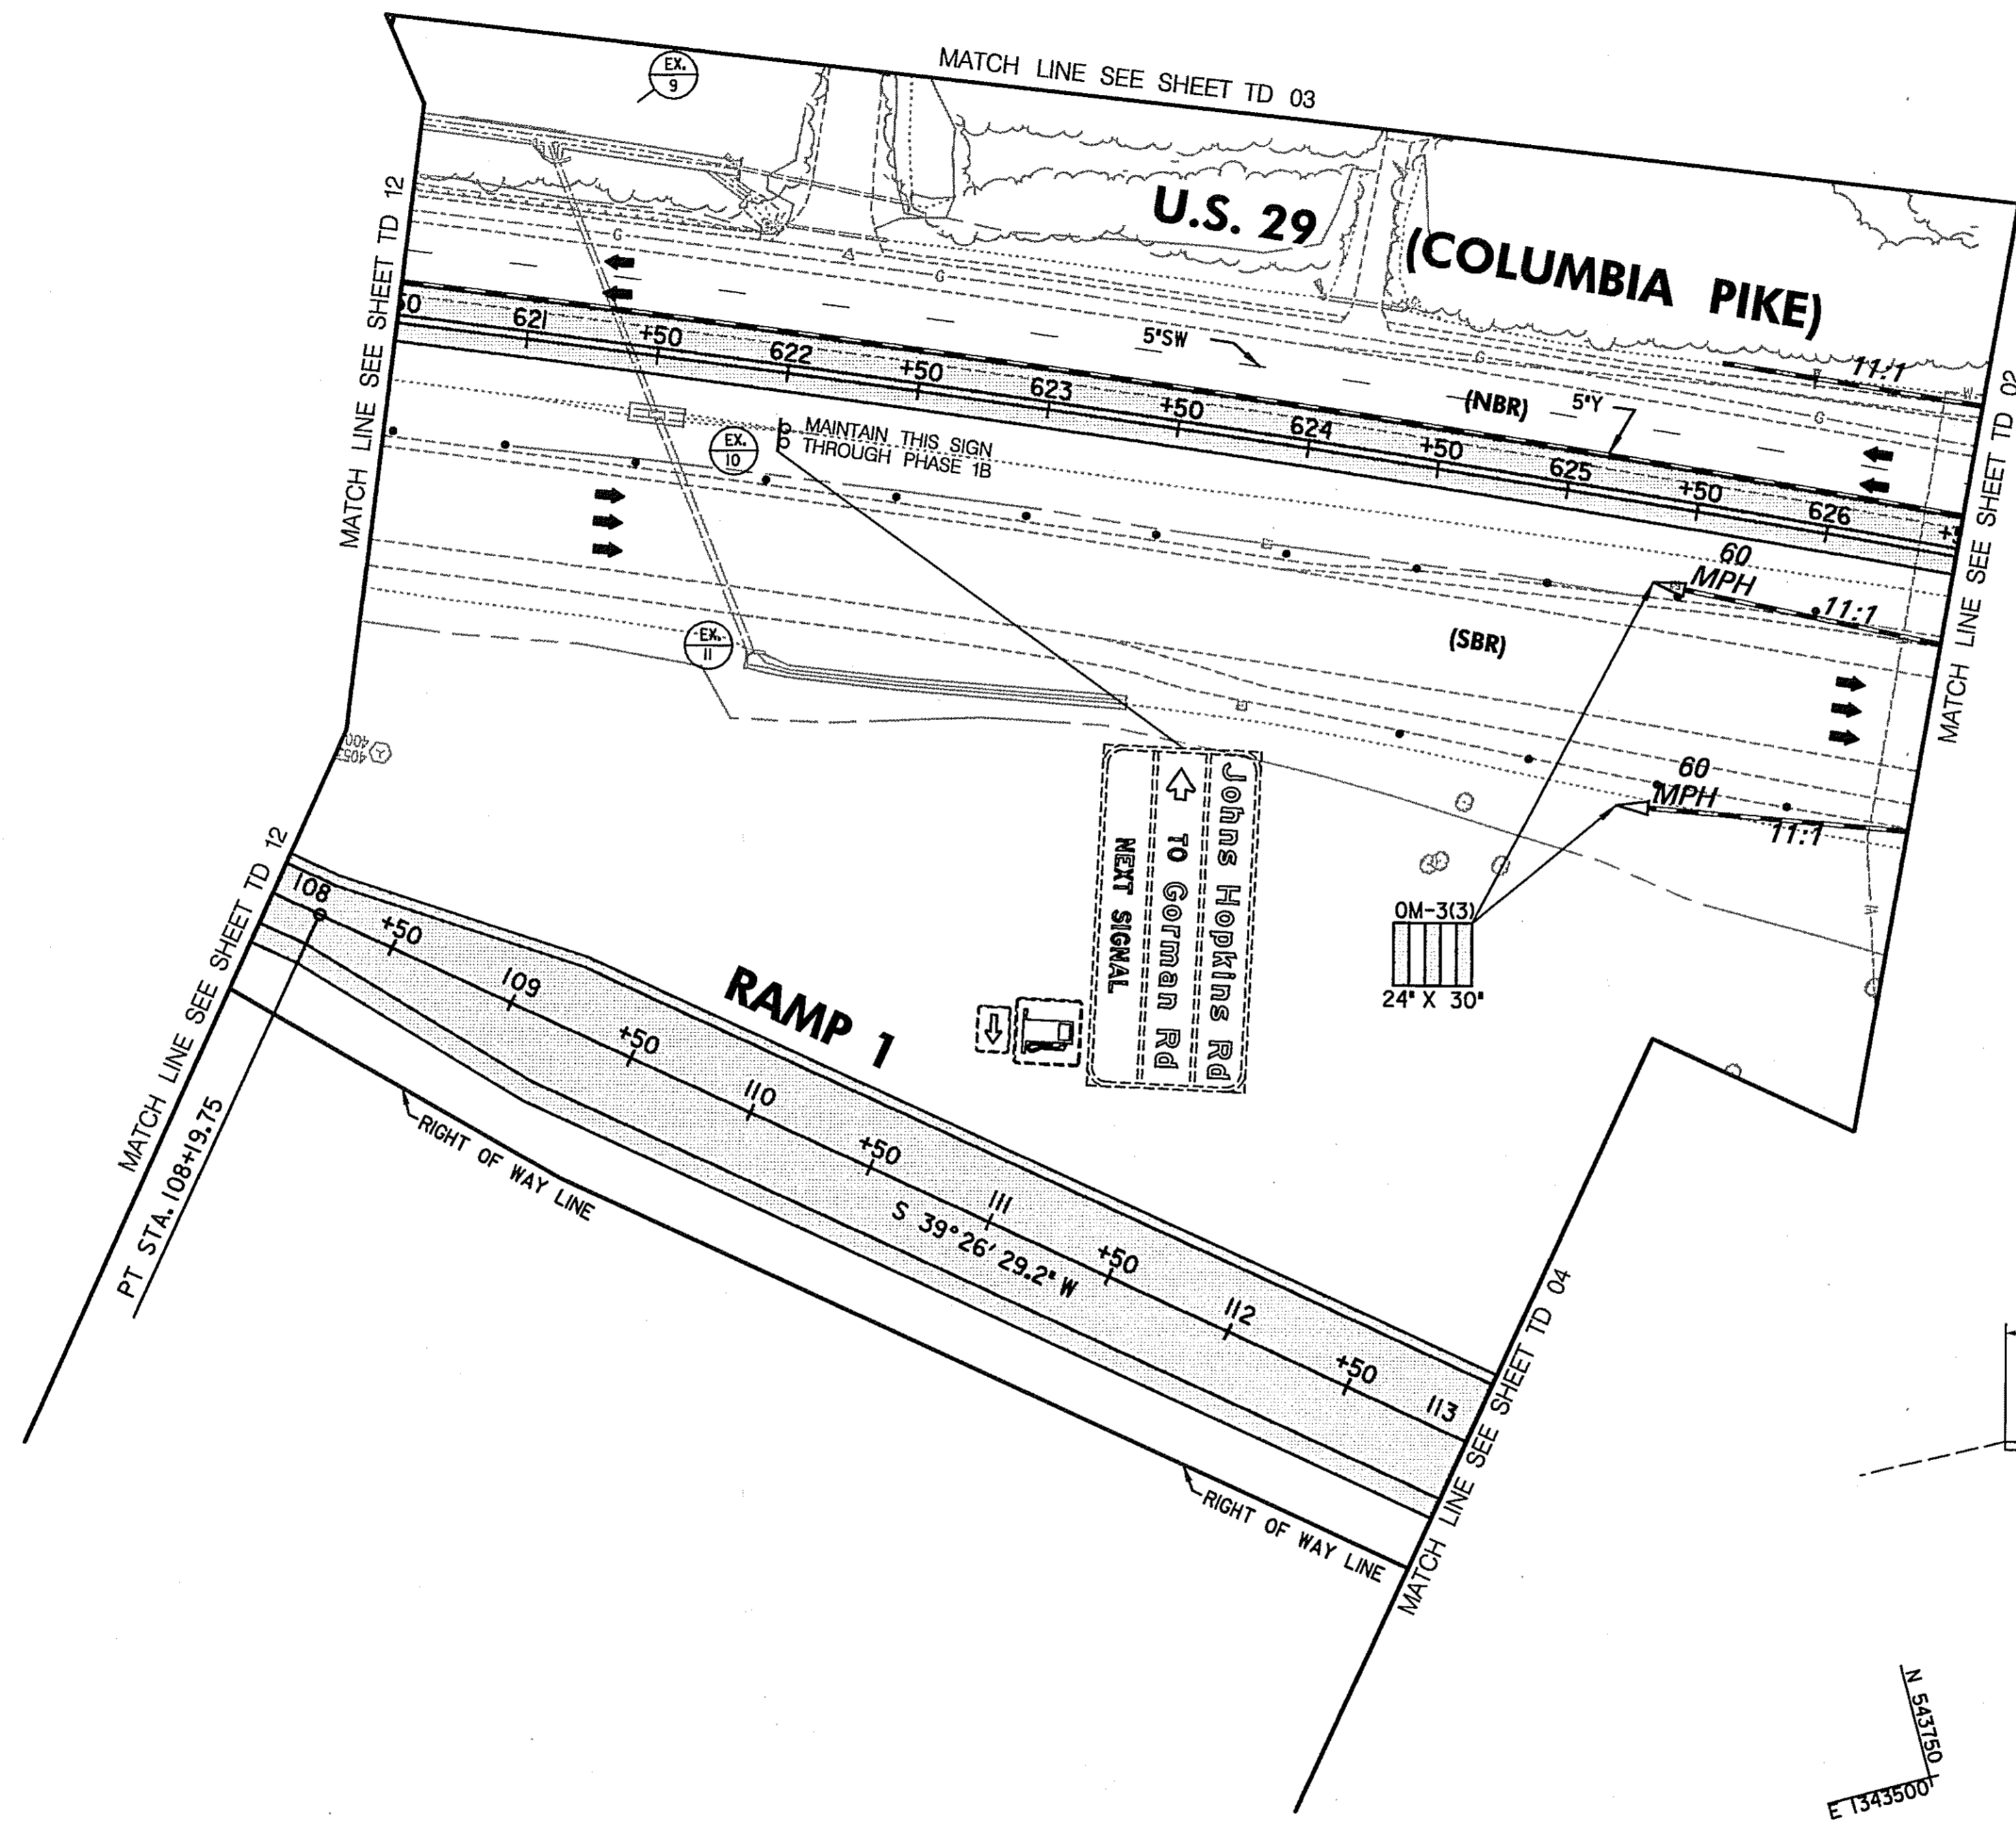 MATCH LINE SEE SHEET TD 03
EX.
9
U.S. 29
(COLUMBIA PIKE)
MATCH LINE SEE SHEET TD 12
G
G
G
G
5"SW
11:1
621
+50
622
+50
623
+50
624
+50
625
+50
626
(NBR)
5"Y
MATCH LINE SEE SHEET TD 02
EX.
10
MAINTAIN THIS SIGN
THROUGH PHASE 1B
60
MPH
11:1
(SBR)
EX.
11
60
MPH
11:1
Johns Hopkins Rd
TO Gorman Rd
NEXT SIGNAL
OM-3(3)
24" X 30"
MATCH LINE SEE SHEET TD 12
108
+50
109
+50
110
+50
111
+50
112
+50
113
RAMP 1
S 39° 26' 29.2" W
PT STA. 108+19.75
RIGHT OF WAY LINE
RIGHT OF WAY LINE
MATCH LINE SEE SHEET TD 04
N 543750
E 1343500